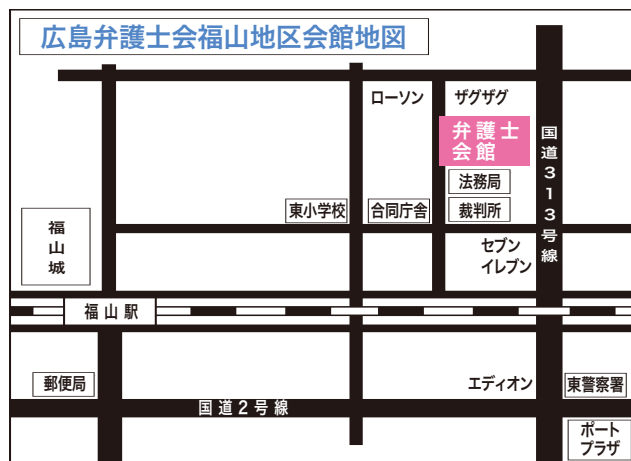 広島弁護士会福山地区会館地図
ローソン
ザグザグ
弁護士
会館
国道313号線
法務局
東小学校
合同庁舎
裁判所
福山城
セブン
イレブン
福山駅
郵便局
エディオン
東警察署
国道2号線
ポート
プラザ